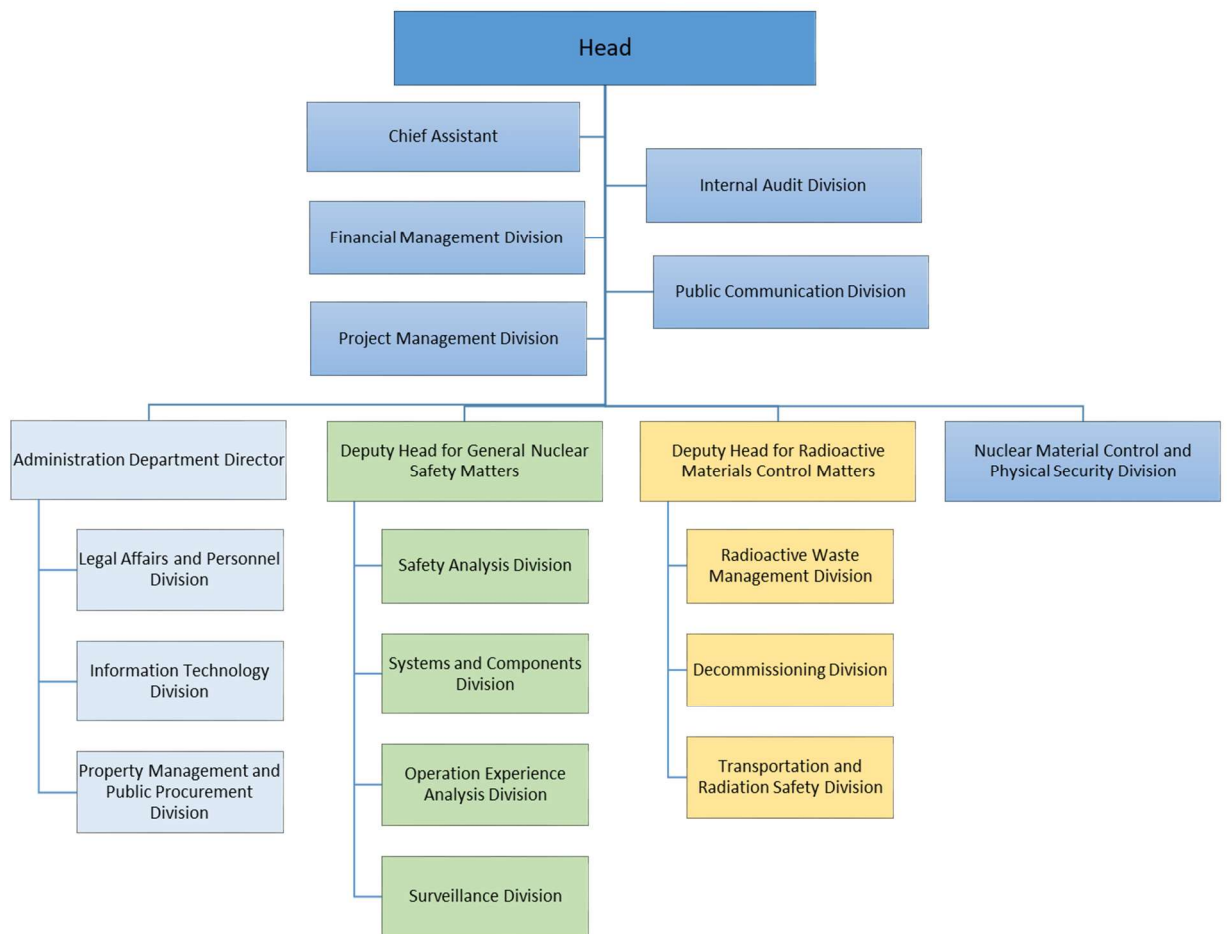 Head
Chief Assistant
Internal Audit Division
Financial Management Division
Public Communication Division
Project Management Division
Administration Department Director
Deputy Head for General Nuclear
Safety Matters
Deputy Head for Radioactive
Materials Control Matters
Nuclear Material Control and
Physical Security Division
Legal Affairs and Personnel
Division
Information Technology
Division
Property Management and
Public Procurement
Division
Safety Analysis Division
Systems and Components
Division
Operation Experience
Analysis Division
Surveillance Division
Radioactive Waste
Management Division
Decommissioning Division
Transportation and
Radiation Safety Division